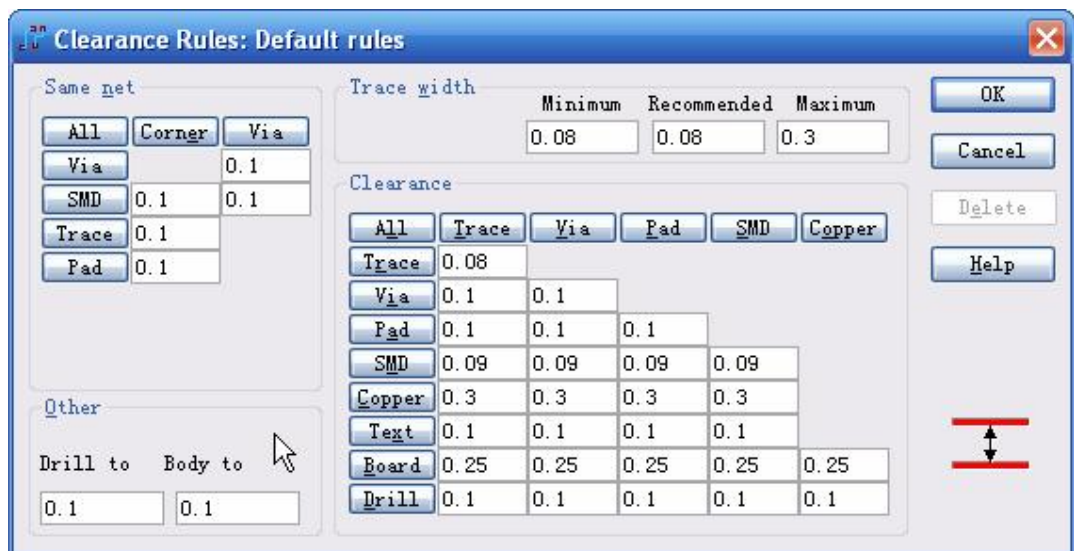 Clearance Rules: Default rules
Same net
All Corner Via
Via 0.1
SMD 0.1 0.1
Trace 0.1
Pad 0.1
Other
Drill to Body to
0.1 0.1
Trace width
Minimum Recommended Maximum
0.08 0.08 0.3
Clearance
All Trace Via Pad SMD Copper
Trace 0.08
Via 0.1 0.1
Pad 0.1 0.1 0.1
SMD 0.09 0.09 0.09 0.09
Copper 0.3 0.3 0.3 0.3
Text 0.1 0.1 0.1 0.1
Board 0.25 0.25 0.25 0.25 0.25
Drill 0.1 0.1 0.1 0.1 0.1
OK
Cancel
Delete
Help